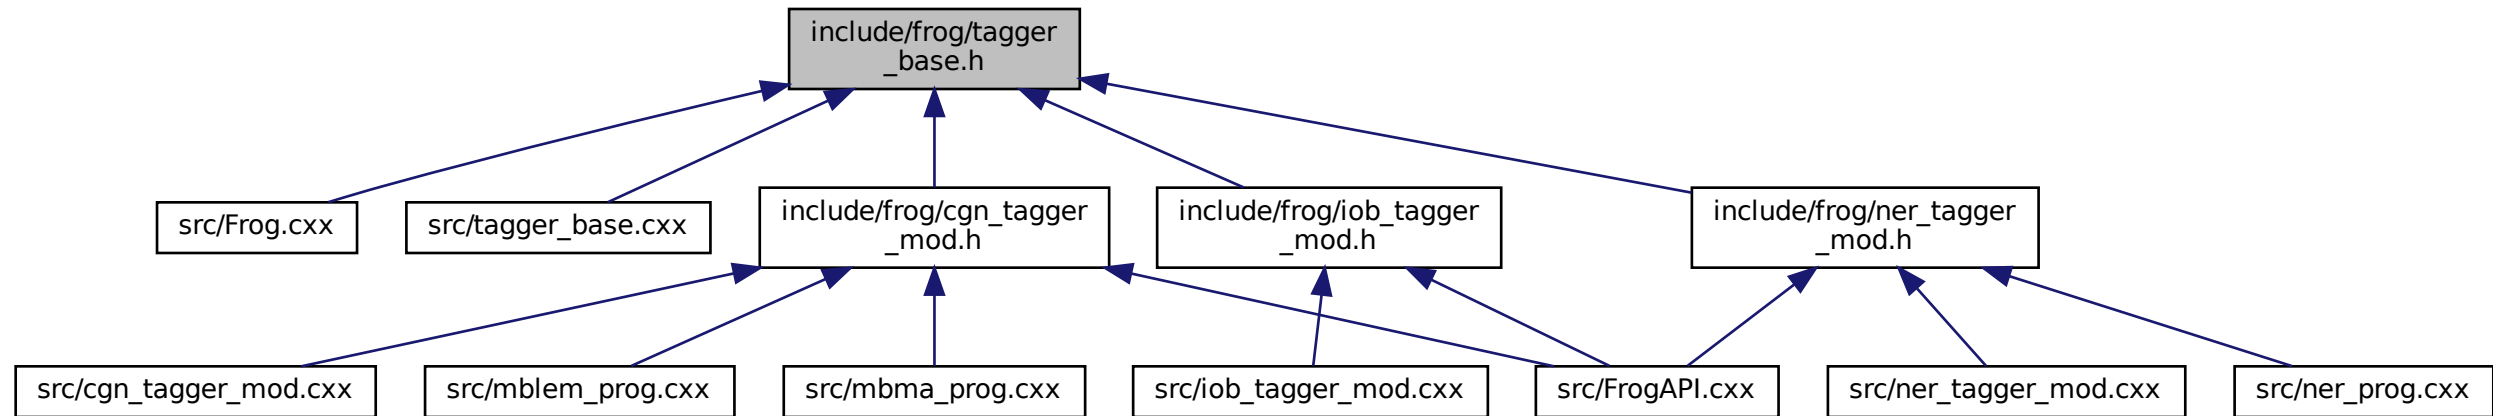 include/frog/tagger
_base.h
src/Frog.cxx
src/tagger_base.cxx
include/frog/cgn_tagger
_mod.h
include/frog/iob_tagger
_mod.h
include/frog/ner_tagger
_mod.h
src/cgn_tagger_mod.cxx
src/mblem_prog.cxx
src/mbma_prog.cxx
src/iob_tagger_mod.cxx
src/FrogAPI.cxx
src/ner_tagger_mod.cxx
src/ner_prog.cxx